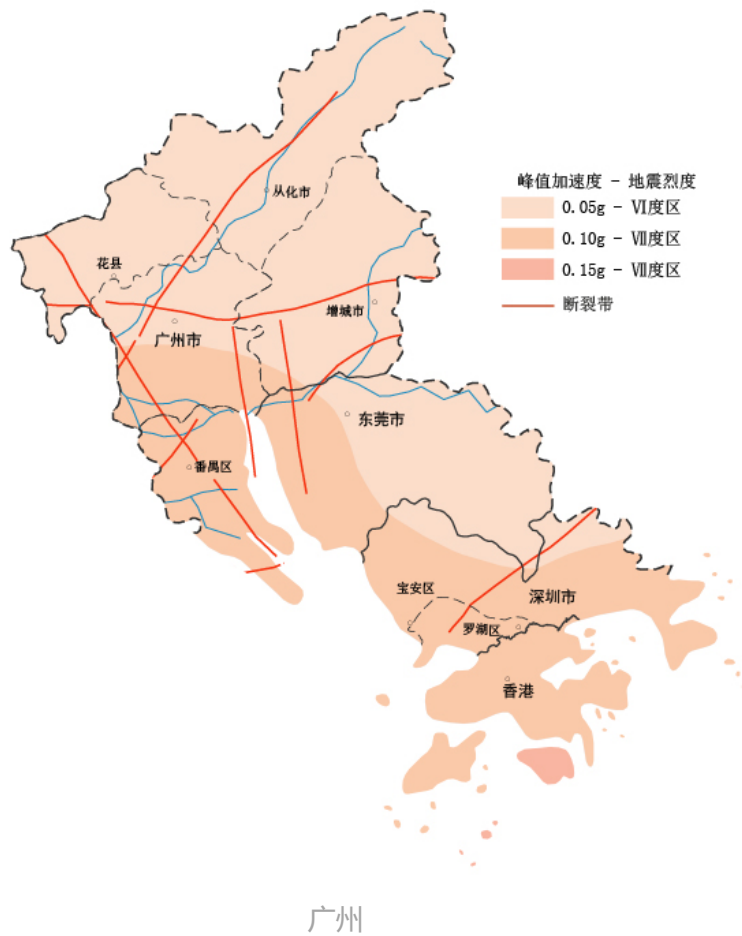 峰值加速度 - 地震烈度
0.05g - Ⅵ度区
0.10g - Ⅶ度区
0.15g - Ⅶ度区
断裂带
从化市
花县
增城市
广州市
东莞市
番禺区
宝安区
深圳市
罗湖区
香港
广州